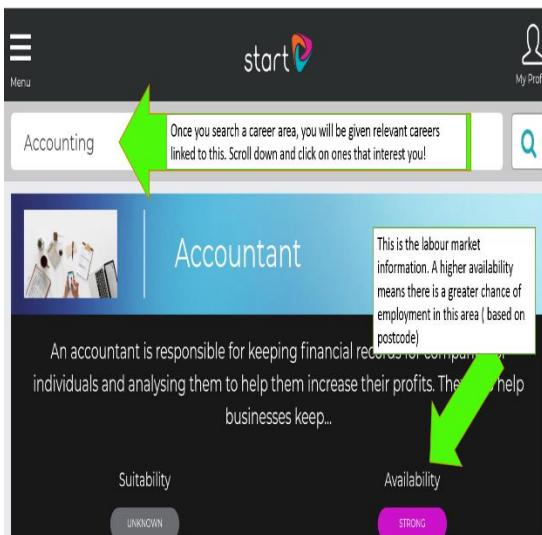 start
Menu
My Prof
Accounting
Once you search a career area, you will be given relevant careers
linked to this. Scroll down and click on ones that interest you!
Accountant
This is the labour market
information. A higher availability
means there is a greater chance of
employment in this area ( based on
postcode)
An accountant is responsible for keeping financial
individuals and analysing them to help them increase their profits. help
businesses keep...
Suitability
Availability
UNKNOWN
STRONG